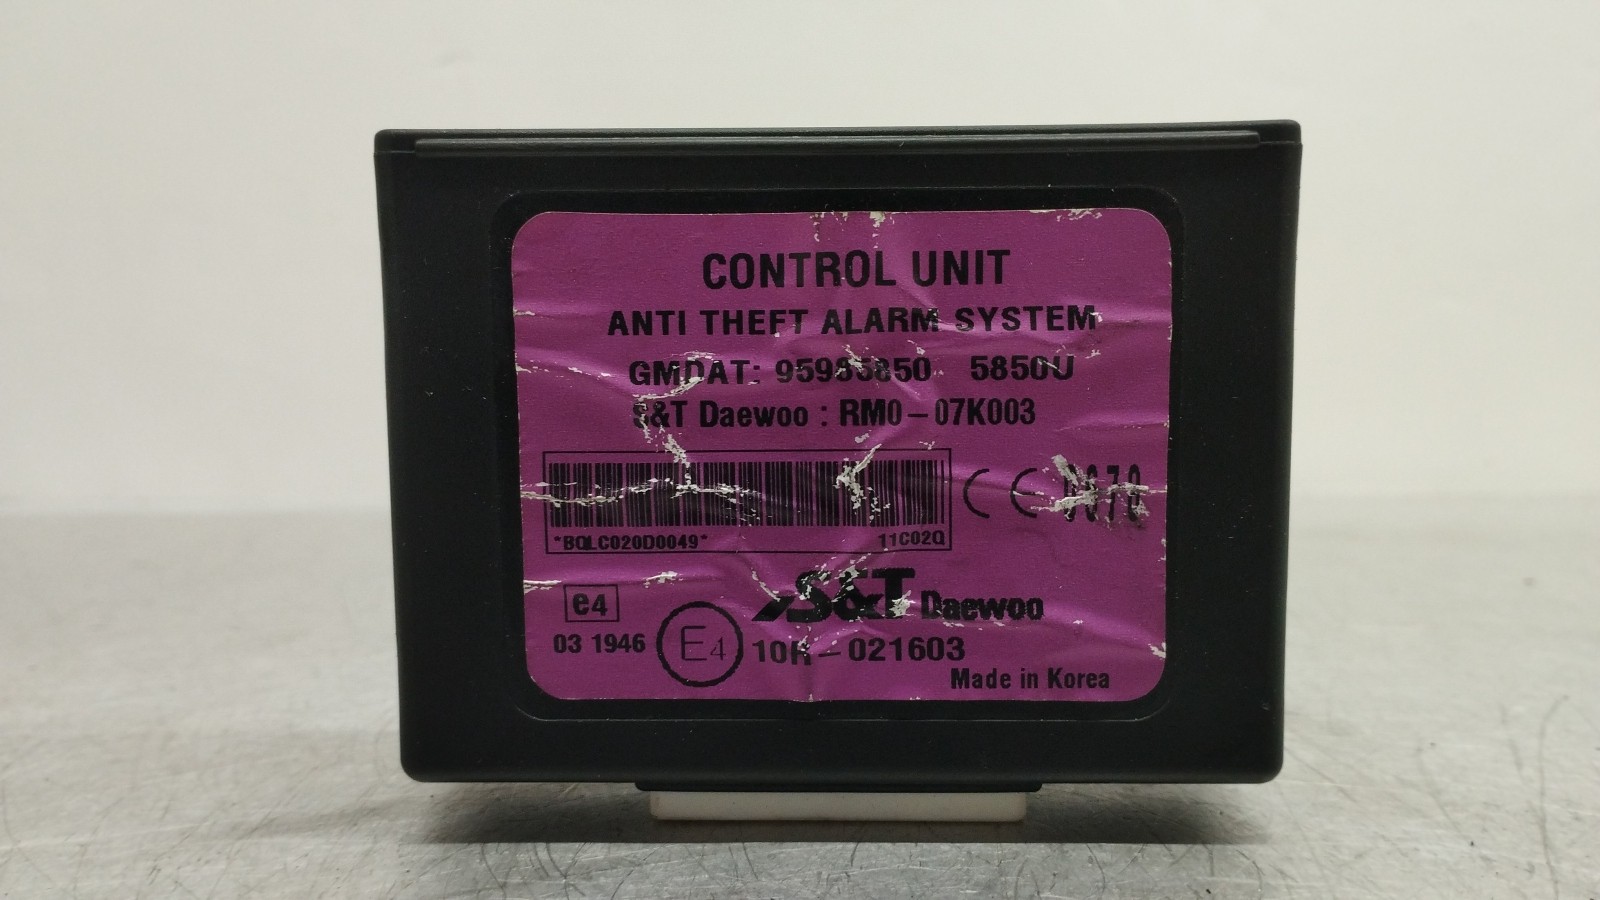 CONTROL UNIT
ANTI THEFT ALARM SYSTEM
GMDAT: 95985850 5850U
S&T Daewoo : RM0-07K003
CE
*BQLC020D0049* 11C02Q
e4
S&T Daewoo
03 1946 E4 10R-021603
Made in Korea